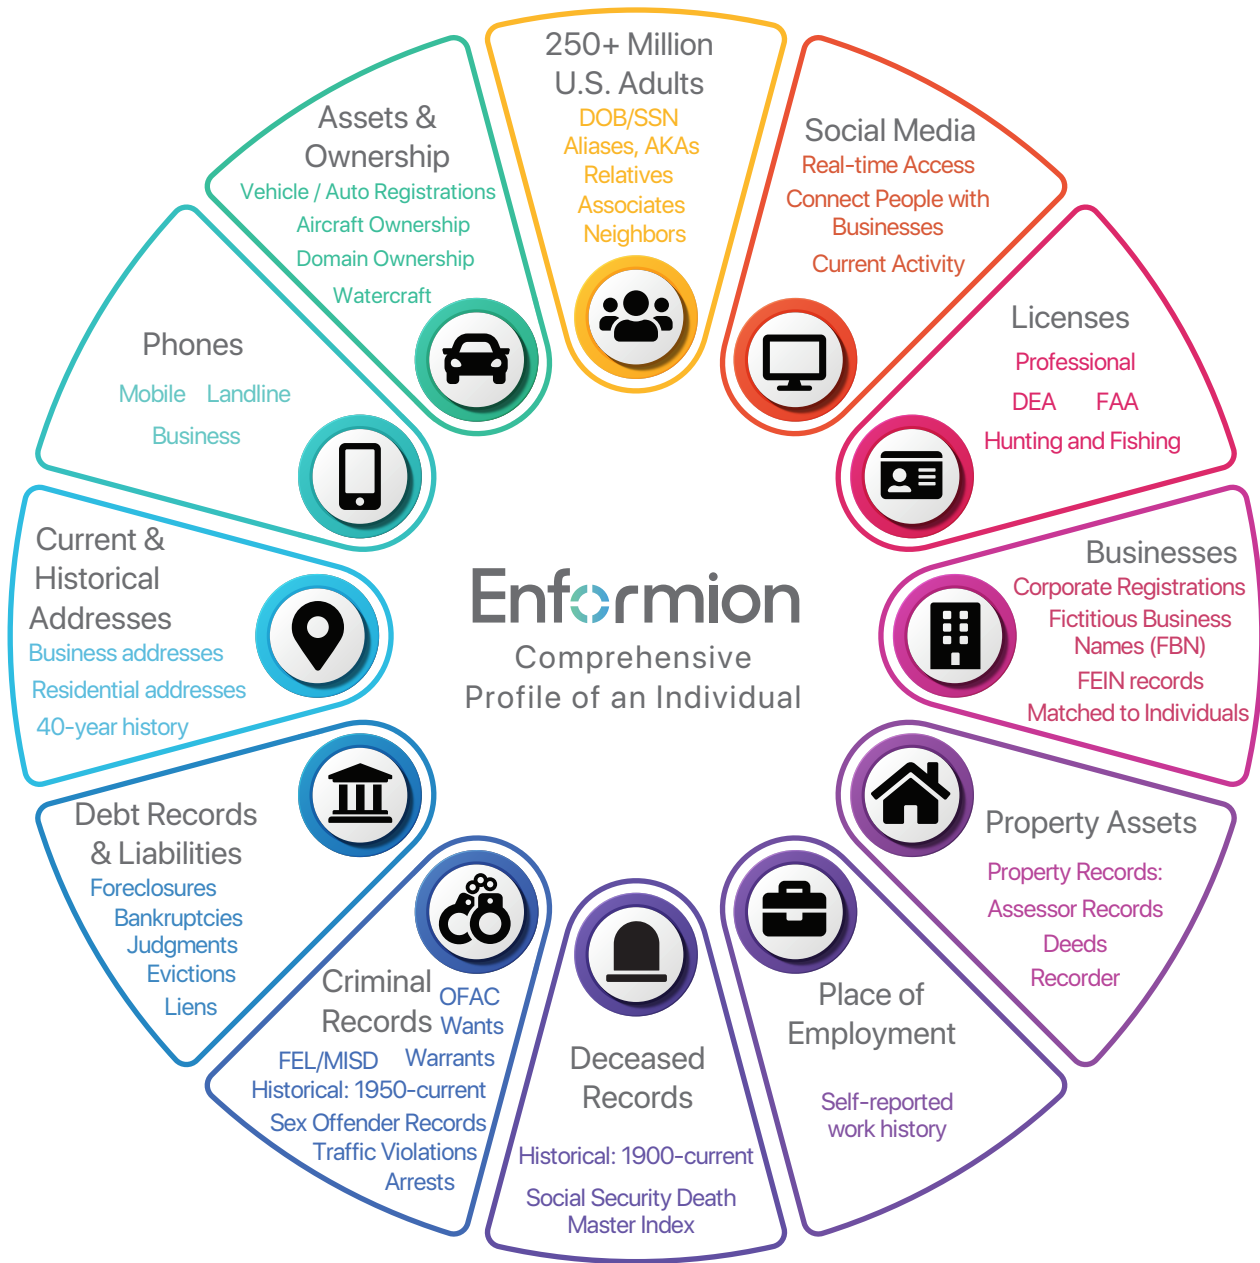 250+ Million
U.S. Adults
DOB/SSN
Aliases, AKAs
Relatives
Associates
Neighbors
Social Media
Real-time Access
Connect People with
Businesses
Current Activity
Licenses
Professional
DEA FAA
Hunting and Fishing
Businesses
Corporate Registrations
Fictitious Business
Names (FBN)
FEIN records
Matched to Individuals
Property Assets
Property Records:
Assessor Records
Deeds
Recorder
Place of
Employment
Self-reported
work history
Deceased
Records
Historical: 1900-current
Social Security Death
Master Index
Criminal
Records
OFAC
Wants
FEL/MISD Warrants
Historical: 1950-current
Sex Offender Records
Traffic Violations
Arrests
Debt Records
& Liabilities
Foreclosures
Bankruptcies
Judgments
Evictions
Liens
Current &
Historical
Addresses
Business addresses
Residential addresses
40-year history
Phones
Mobile Landline
Business
Assets &
Ownership
Vehicle / Auto Registrations
Aircraft Ownership
Domain Ownership
Watercraft
Enformion
Comprehensive
Profile of an Individual